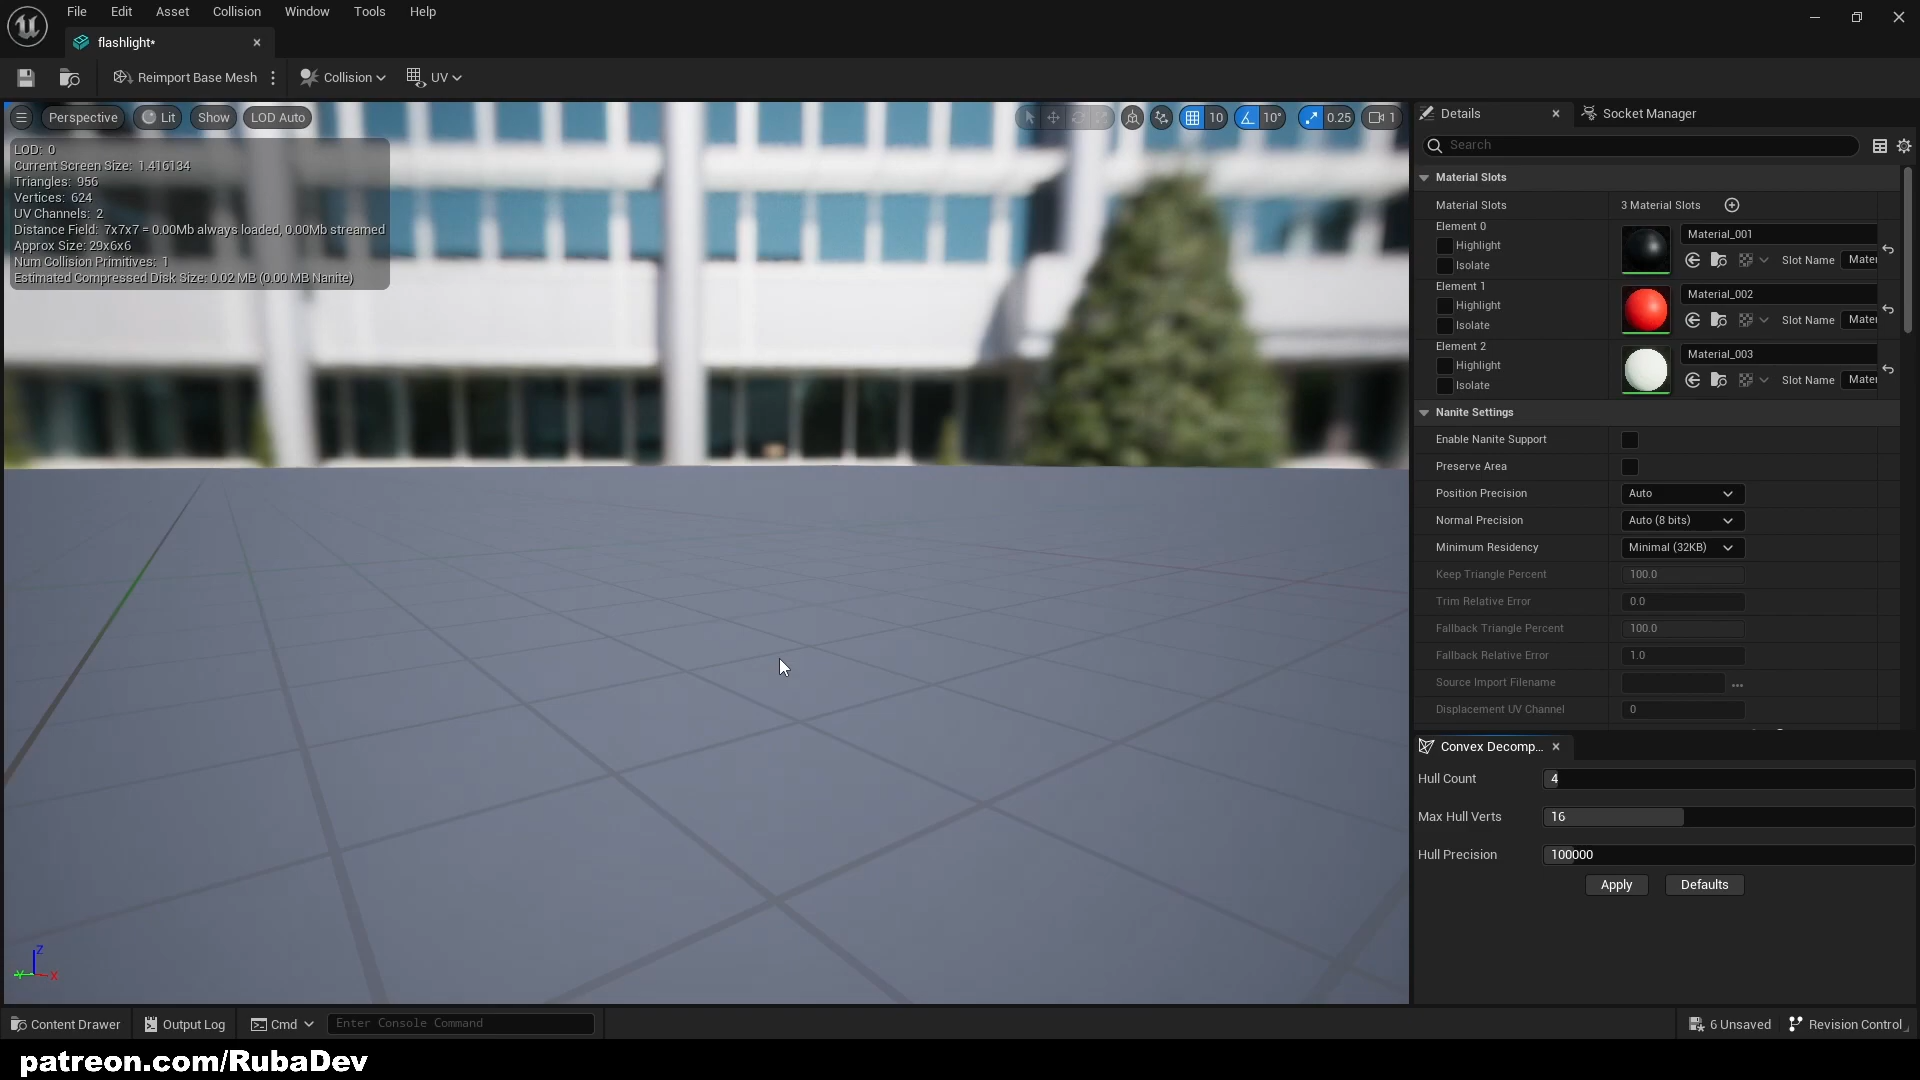 File Edit Asset Collision Window Tools Help
flashlight*
Reimport Base Mesh Collision UV
Perspective Lit Show LOD Auto 10 10° 0.25 1
LOD: 0
Current Screen Size: 1.416134
Triangles: 956
Vertices: 624
UV Channels: 2
Distance Field: 7x7x7 = 0.00Mb always loaded, 0.00Mb streamed
Approx Size: 29x6x6
Num Collision Primitives: 1
Estimated Compressed Disk Size: 0.02 MB (0.00 MB Nanite)
Z
Y X
Details Socket Manager
Search
Material Slots
Material Slots 3 Material Slots
Element 0
Highlight
Isolate
Material_001
Slot Name Mater
Element 1
Highlight
Isolate
Material_002
Slot Name Mater
Element 2
Highlight
Isolate
Material_003
Slot Name Mater
Nanite Settings
Enable Nanite Support
Preserve Area
Position Precision Auto
Normal Precision Auto (8 bits)
Minimum Residency Minimal (32KB)
Keep Triangle Percent 100.0
Trim Relative Error 0.0
Fallback Triangle Percent 100.0
Fallback Relative Error 1.0
Source Import Filename ...
Displacement UV Channel 0
Convex Decomp...
Hull Count 4
Max Hull Verts 16
Hull Precision 100000
Apply Defaults
Content Drawer Output Log Cmd Enter Console Command 6 Unsaved Revision Control
patreon.com/RubaDev